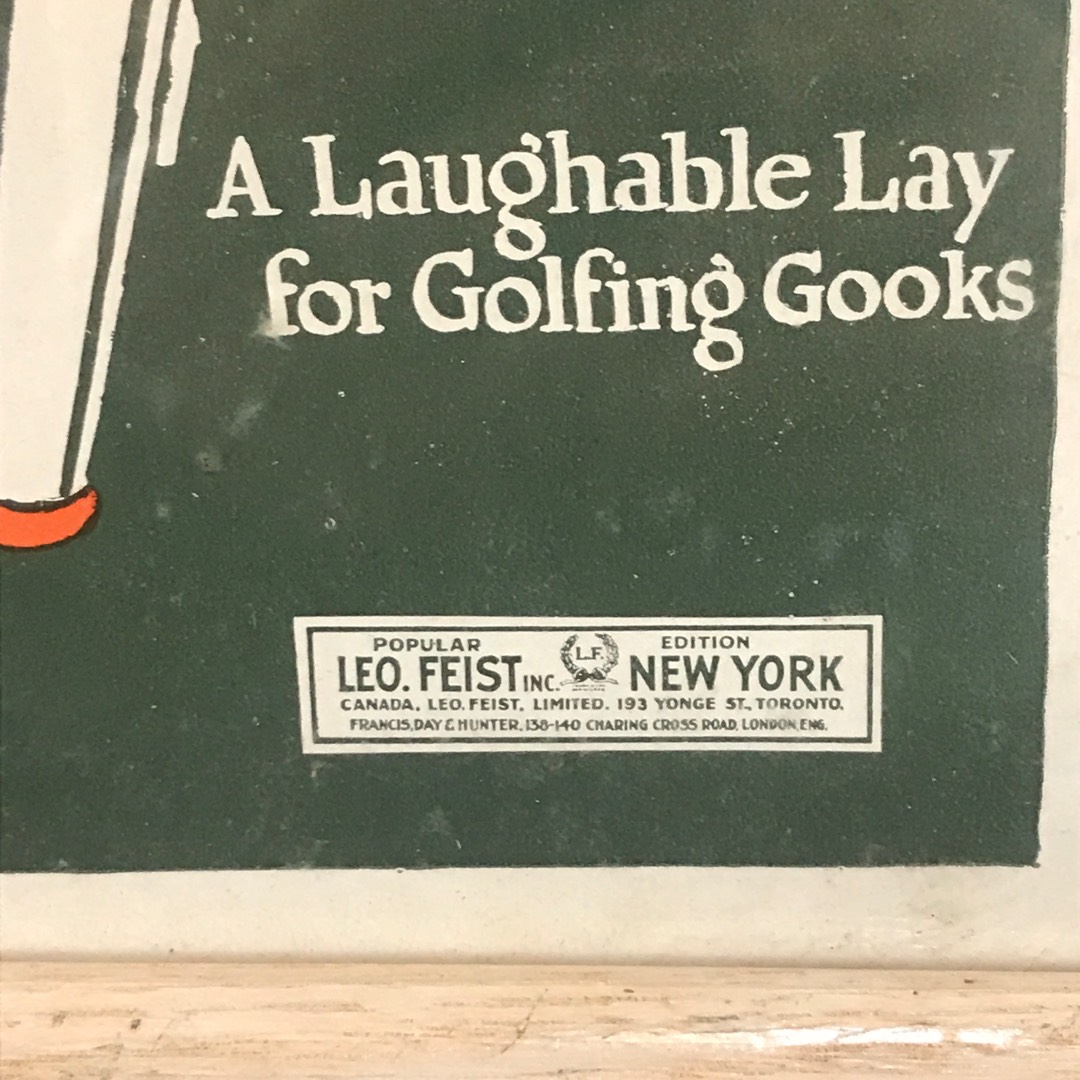 A Laughable Lay
for Golfing Gooks
POPULAR L.F. EDITION
LEO. FEIST INC. NEW YORK
CANADA, LEO. FEIST, LIMITED. 193 YONGE ST., TORONTO.
FRANCIS, DAY & HUNTER, 138-140 CHARING CROSS ROAD, LONDON, ENG.